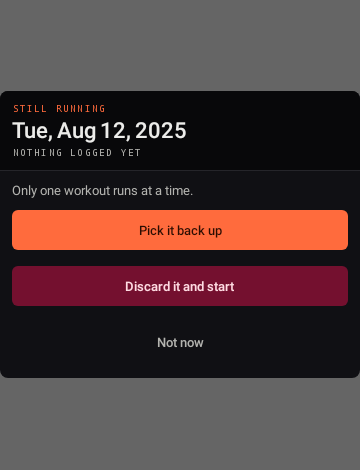 STILL RUNNING
Tue, Aug 12, 2025
NOTHING LOGGED YET
Only one workout runs at a time.
Pick it back up
Discard it and start
Not now